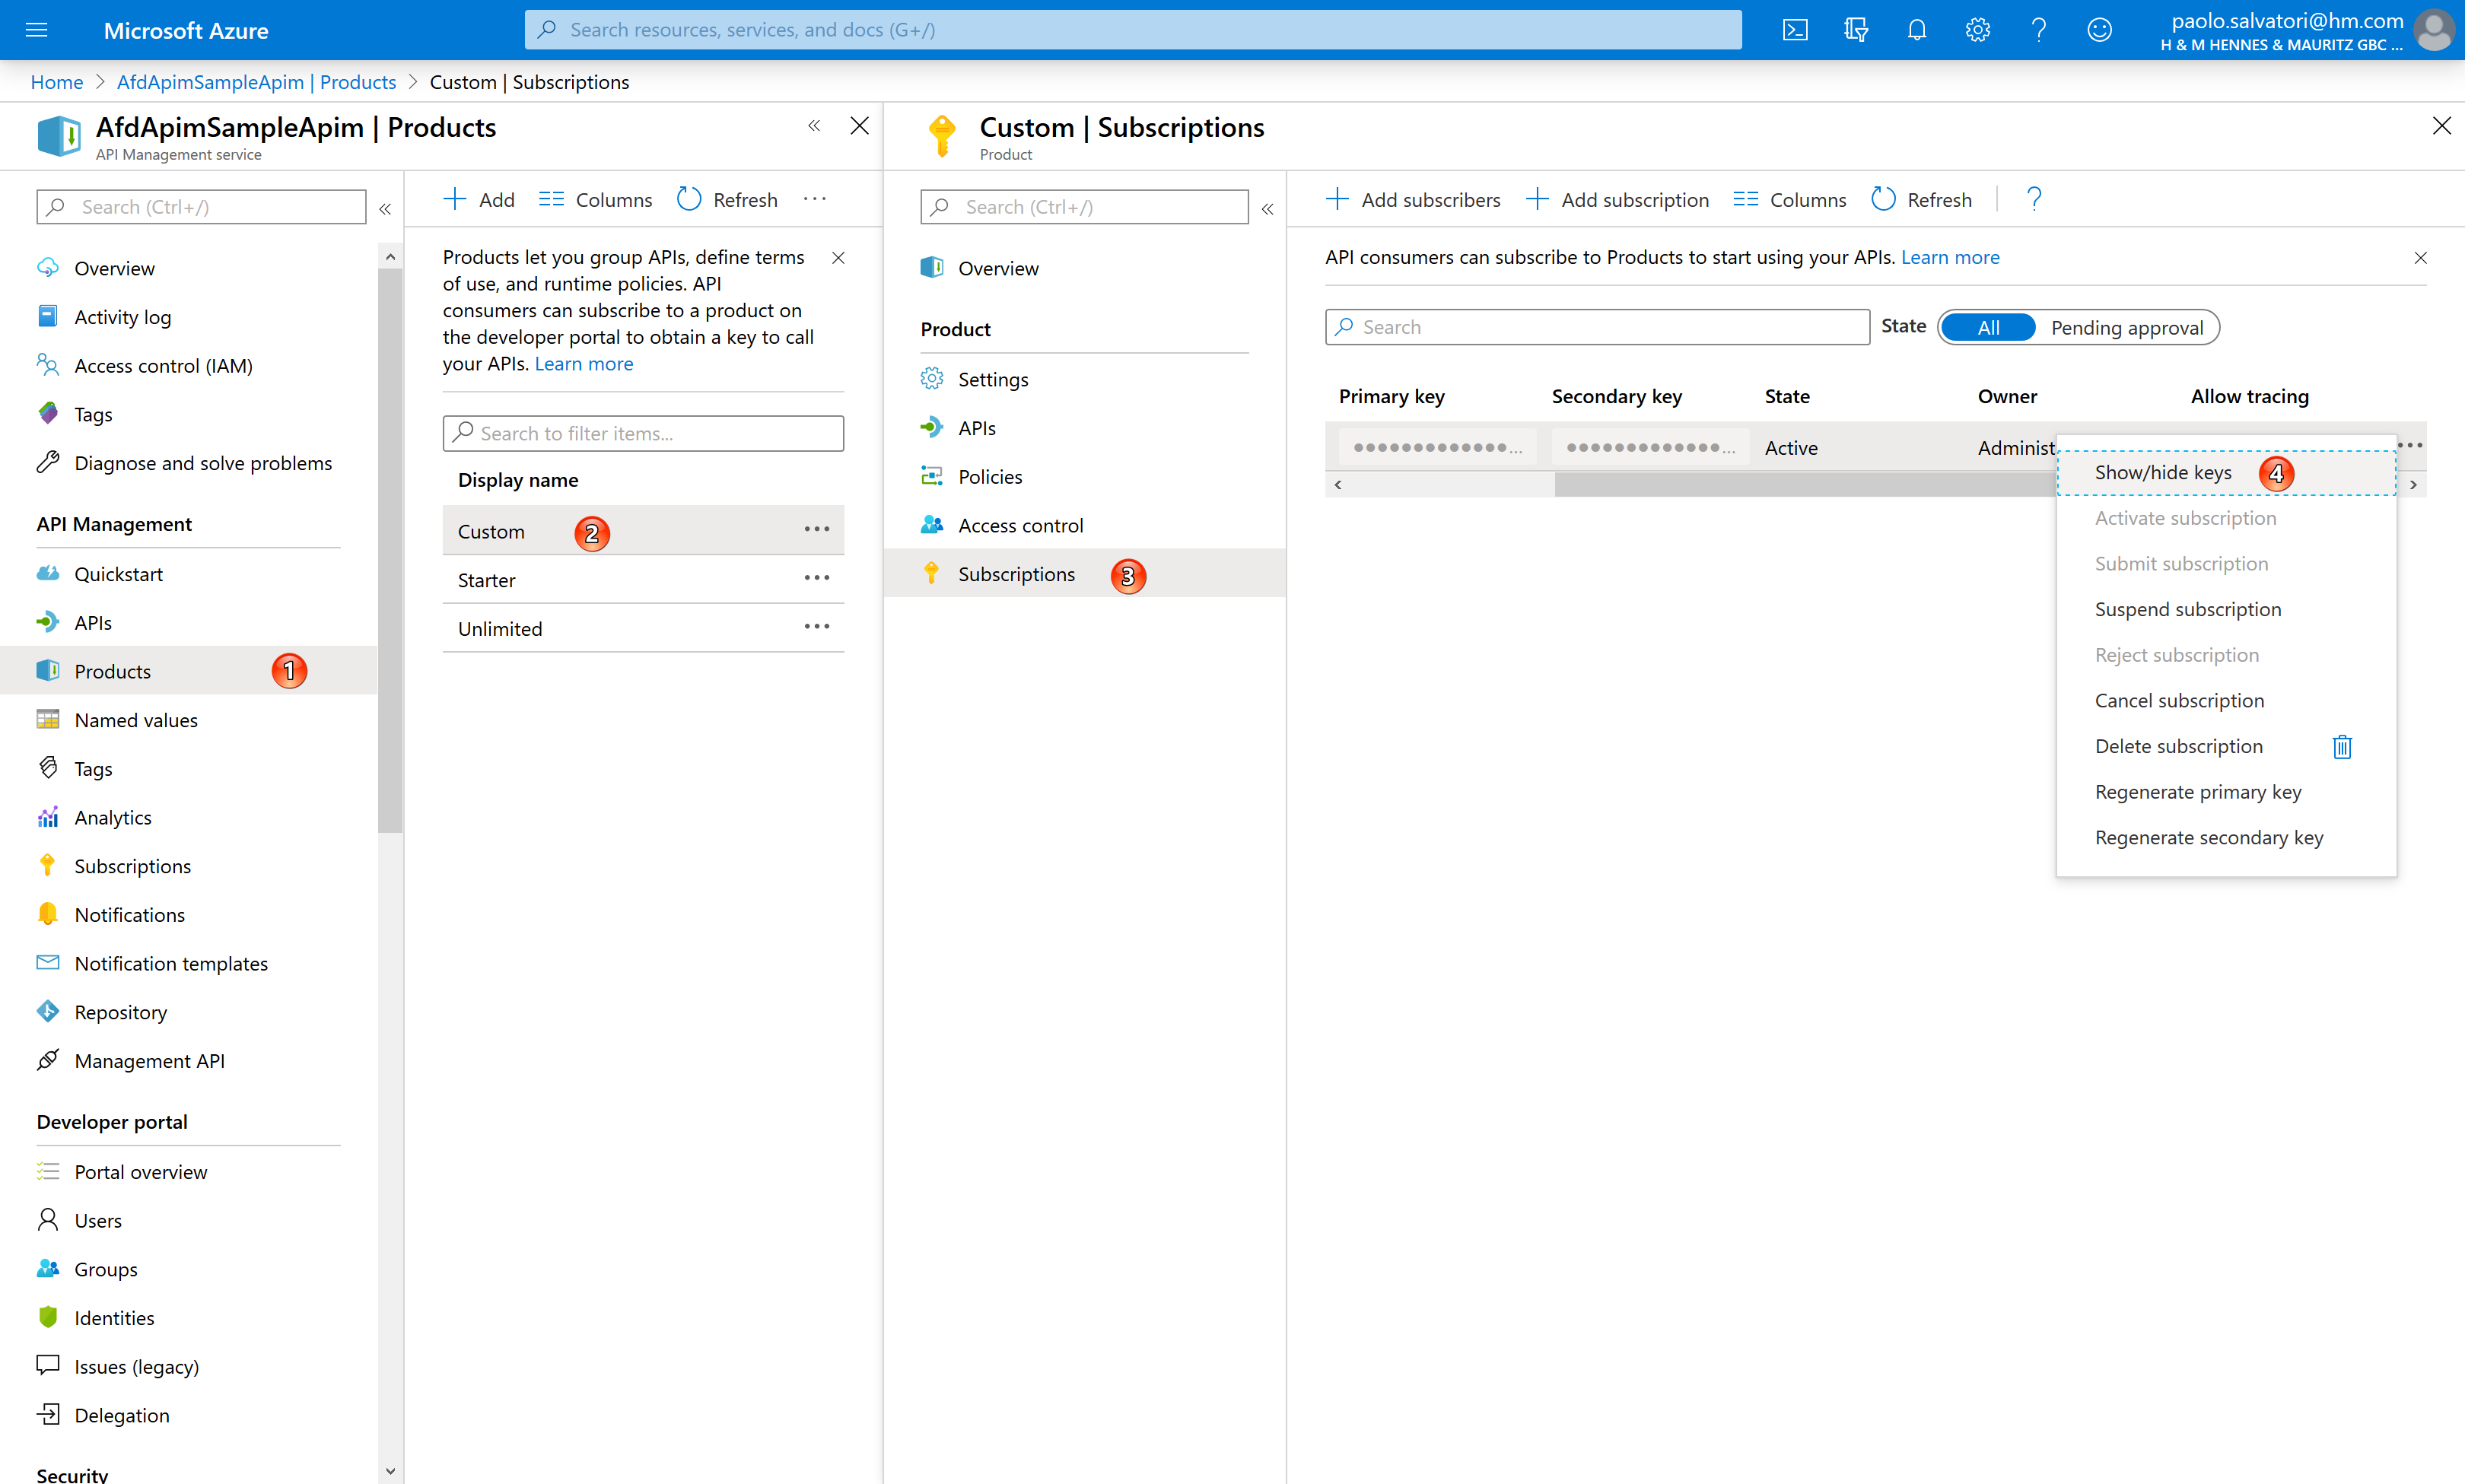 Microsoft Azure
Search resources, services, and docs (G+/)
paolo.salvatori@hm.com
H & M HENNES & MAURITZ GBC ...
Home > AfdApimSampleApim | Products > Custom | Subscriptions
AfdApimSampleApim | Products
API Management service
Search (Ctrl+/)
Overview
Activity log
Access control (IAM)
Tags
Diagnose and solve problems
API Management
Quickstart
APIs
Products
1
Named values
Tags
Analytics
Subscriptions
Notifications
Notification templates
Repository
Management API
Developer portal
Portal overview
Users
Groups
Identities
Issues (legacy)
Delegation
Security
Add
Columns
Refresh
Products let you group APIs, define terms
of use, and runtime policies. API
consumers can subscribe to a product on
the developer portal to obtain a key to call
your APIs. Learn more
Search to filter items...
Display name
Custom
2
Starter
Unlimited
Custom | Subscriptions
Product
Search (Ctrl+/)
Overview
Product
Settings
APIs
Policies
Access control
Subscriptions
3
Add subscribers
Add subscription
Columns
Refresh
?
API consumers can subscribe to Products to start using your APIs. Learn more
Search
State
All
Pending approval
Primary key
Secondary key
State
Owner
Allow tracing
●●●●●●●●●●●●●...
●●●●●●●●●●●●●...
Active
Administ
Show/hide keys
4
Activate subscription
Submit subscription
Suspend subscription
Reject subscription
Cancel subscription
Delete subscription
Regenerate primary key
Regenerate secondary key